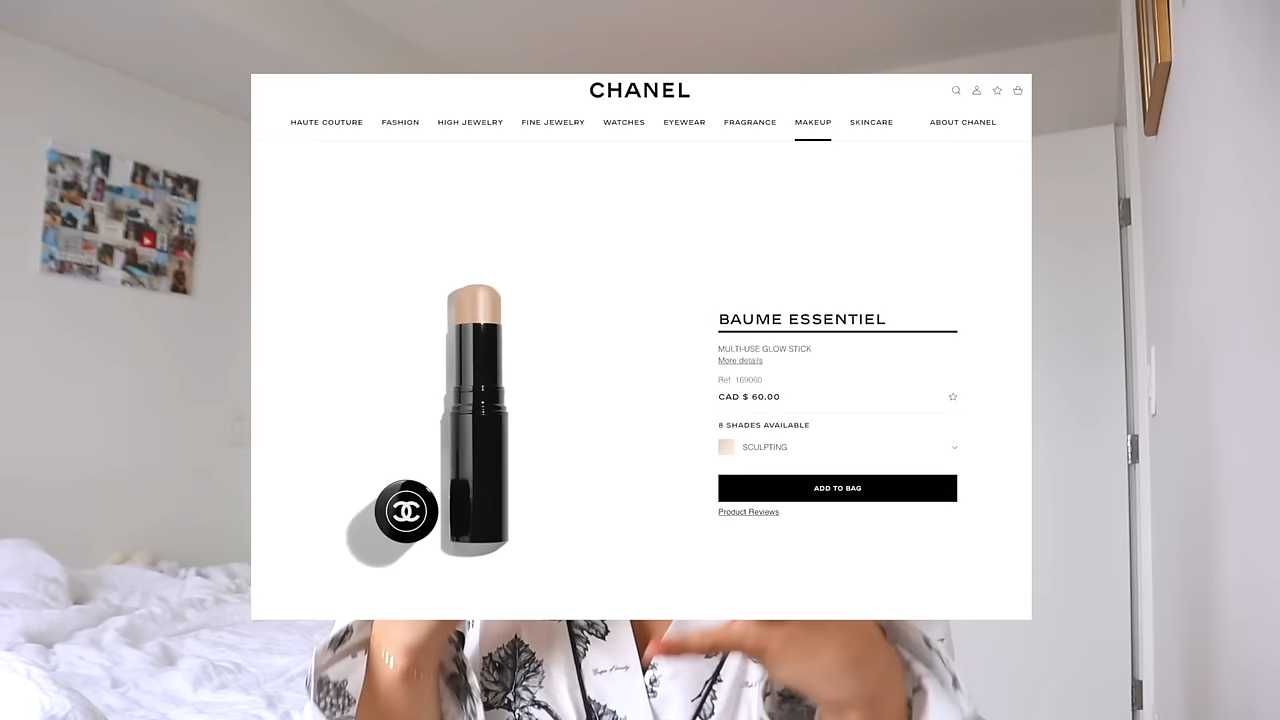 CHANEL
HAUTE COUTURE FASHION HIGH JEWELRY FINE JEWELRY WATCHES EYEWEAR FRAGRANCE MAKEUP SKINCARE ABOUT CHANEL
BAUME ESSENTIEL
MULTI-USE GLOW STICK
More details
Ref. 169060
CAD $ 60.00
8 SHADES AVAILABLE
SCULPTING
ADD TO BAG
Product Reviews